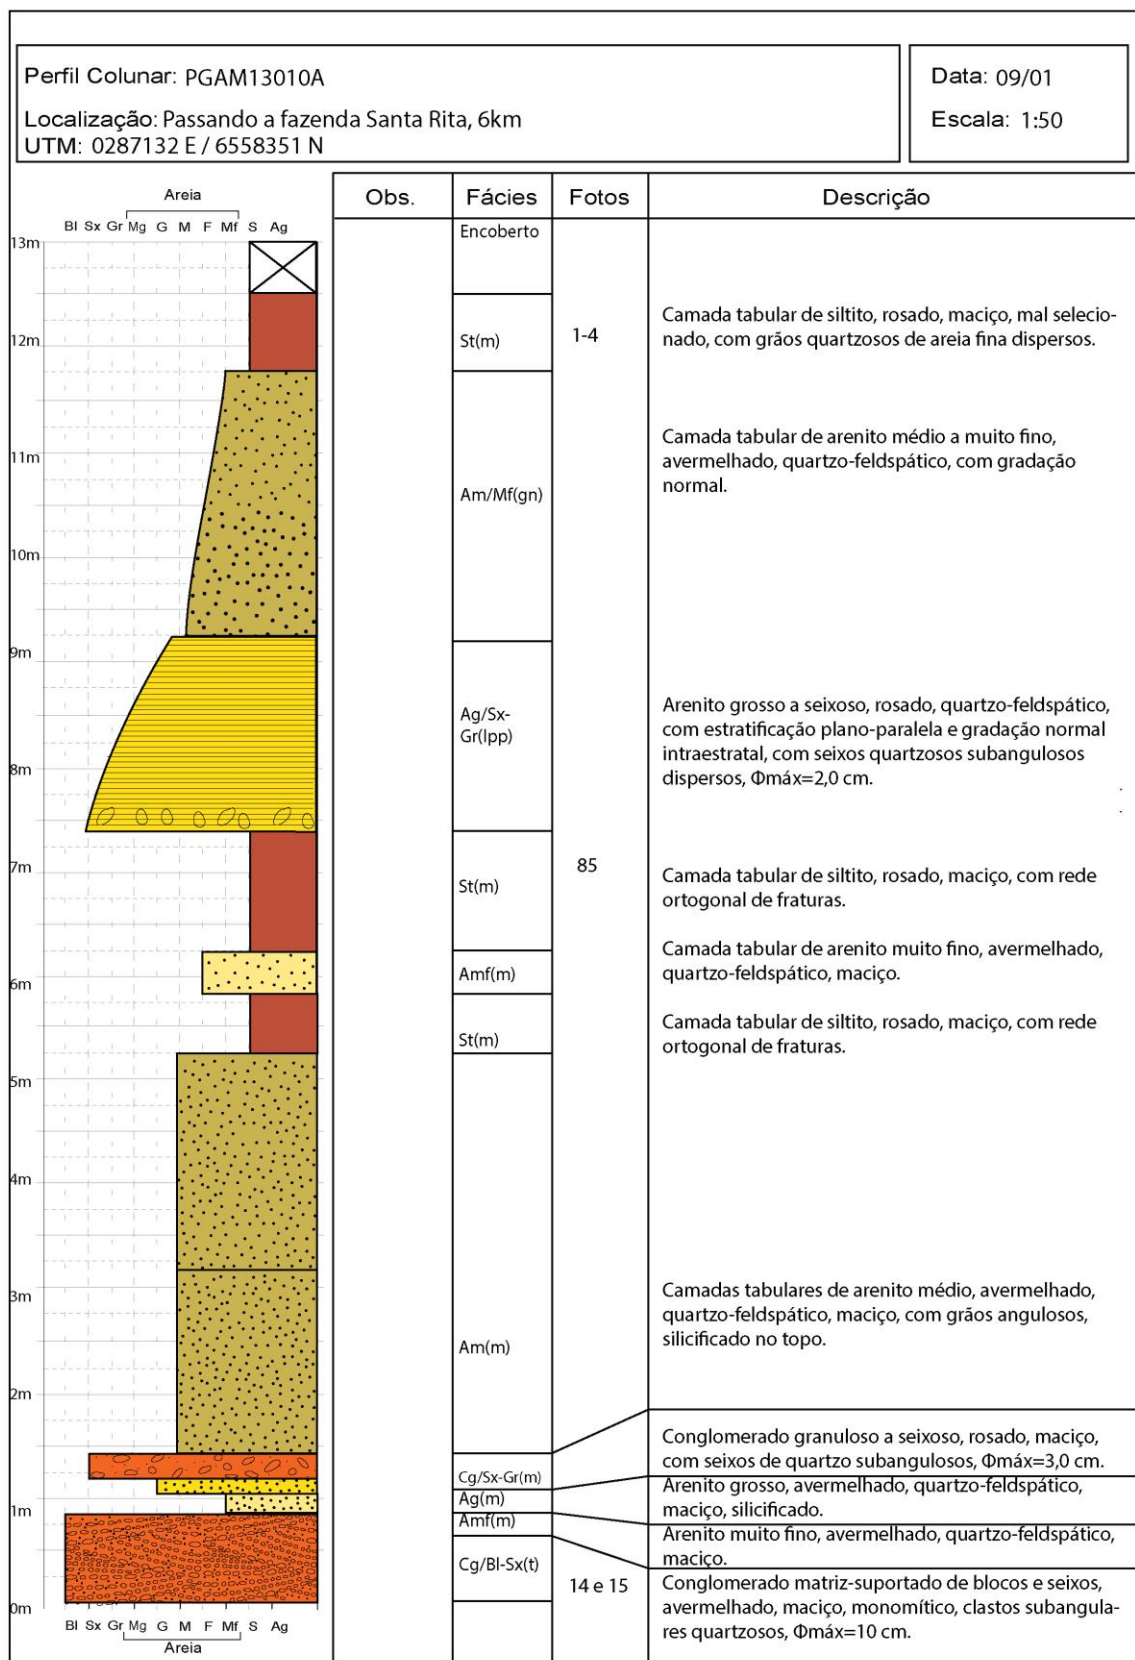 Perfil Colunar: PGAM13010A
Localização: Passando a fazenda Santa Rita, 6km
UTM: 0287132 E / 6558351 N
Data: 09/01
Escala: 1:50
Areia
Bl Sx Gr Mg G M F Mf S Ag
Obs.
Fácies
Fotos
Descrição
13m
Encoberto
12m
St(m)
1-4
Camada tabular de siltito, rosado, maciço, mal selecio-
nado, com grãos quartzosos de areia fina dispersos.
11m
10m
Am/Mf(gn)
Camada tabular de arenito médio a muito fino,
avermelhado, quartzo-feldspático, com gradação
normal.
9m
8m
Ag/Sx-
Gr(lpp)
Arenito grosso a seixoso, rosado, quartzo-feldspático,
com estratificação plano-paralela e gradação normal
intraestratal, com seixos quartzosos subangulosos
dispersos, Φmáx=2,0 cm.
7m
St(m)
85
Camada tabular de siltito, rosado, maciço, com rede
ortogonal de fraturas.
6m
Amf(m)
Camada tabular de arenito muito fino, avermelhado,
quartzo-feldspático, maciço.
St(m)
Camada tabular de siltito, rosado, maciço, com rede
ortogonal de fraturas.
5m
4m
3m
2m
Am(m)
Camadas tabulares de arenito médio, avermelhado,
quartzo-feldspático, maciço, com grãos angulosos,
silicificado no topo.
Cg/Sx-Gr(m)
Conglomerado granuloso a seixoso, rosado, maciço,
com seixos de quartzo subangulosos, Φmáx=3,0 cm.
Ag(m)
Arenito grosso, avermelhado, quartzo-feldspático,
maciço, silicificado.
1m
Amf(m)
Arenito muito fino, avermelhado, quartzo-feldspático,
maciço.
Cg/Bl-Sx(t)
14 e 15
Conglomerado matriz-suportado de blocos e seixos,
avermelhado, maciço, monomítico, clastos subangula-
res quartzosos, Φmáx=10 cm.
0m
Bl Sx Gr Mg G M F Mf S Ag
Areia